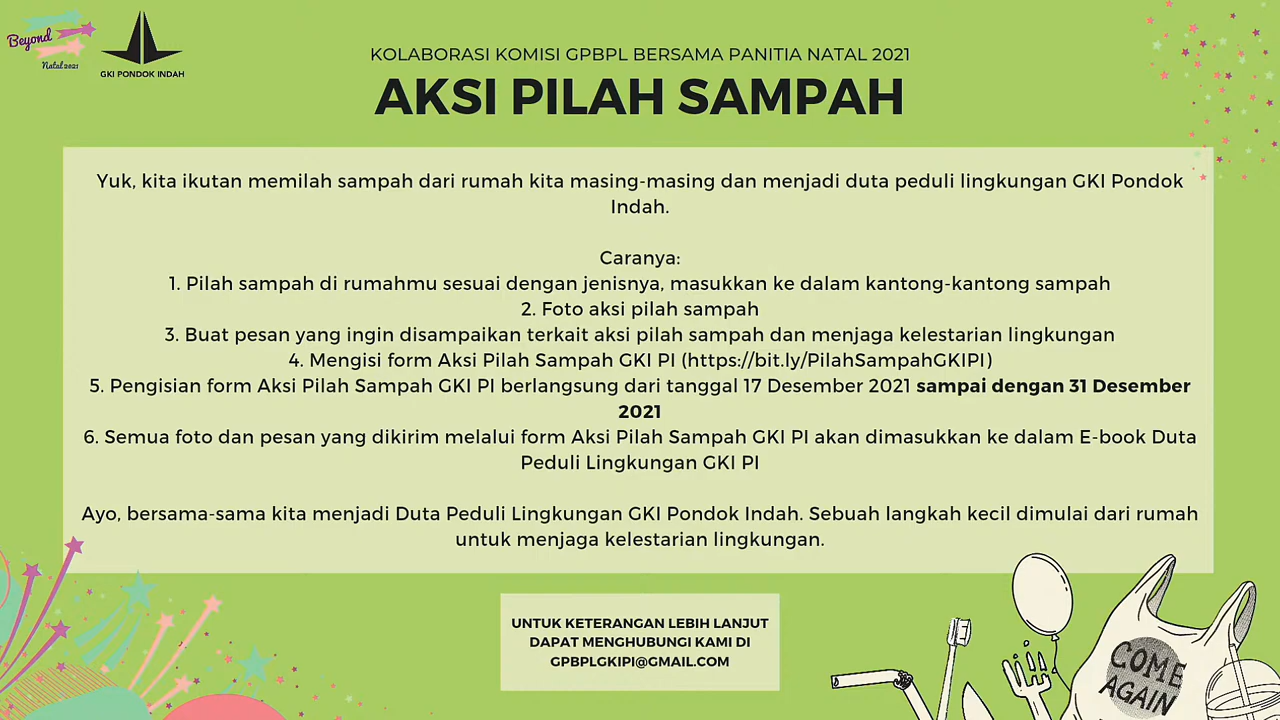 Beyond
Natal 2021
GKI PONDOK INDAH
KOLABORASI KOMISI GPBPL BERSAMA PANITIA NATAL 2021
AKSI PILAH SAMPAH
Yuk, kita ikutan memilah sampah dari rumah kita masing-masing dan menjadi duta peduli lingkungan GKI Pondok
Indah.
Caranya:
1. Pilah sampah di rumahmu sesuai dengan jenisnya, masukkan ke dalam kantong-kantong sampah
2. Foto aksi pilah sampah
3. Buat pesan yang ingin disampaikan terkait aksi pilah sampah dan menjaga kelestarian lingkungan
4. Mengisi form Aksi Pilah Sampah GKI PI (https://bit.ly/PilahSampahGKIPI)
5. Pengisian form Aksi Pilah Sampah GKI PI berlangsung dari tanggal 17 Desember 2021 sampai dengan 31 Desember
2021
6. Semua foto dan pesan yang dikirim melalui form Aksi Pilah Sampah GKI PI akan dimasukkan ke dalam E-book Duta
Peduli Lingkungan GKI PI
Ayo, bersama-sama kita menjadi Duta Peduli Lingkungan GKI Pondok Indah. Sebuah langkah kecil dimulai dari rumah
untuk menjaga kelestarian lingkungan.
UNTUK KETERANGAN LEBIH LANJUT
DAPAT MENGHUBUNGI KAMI DI
GPBPLGKIPI@GMAIL.COM
COME
AGAIN